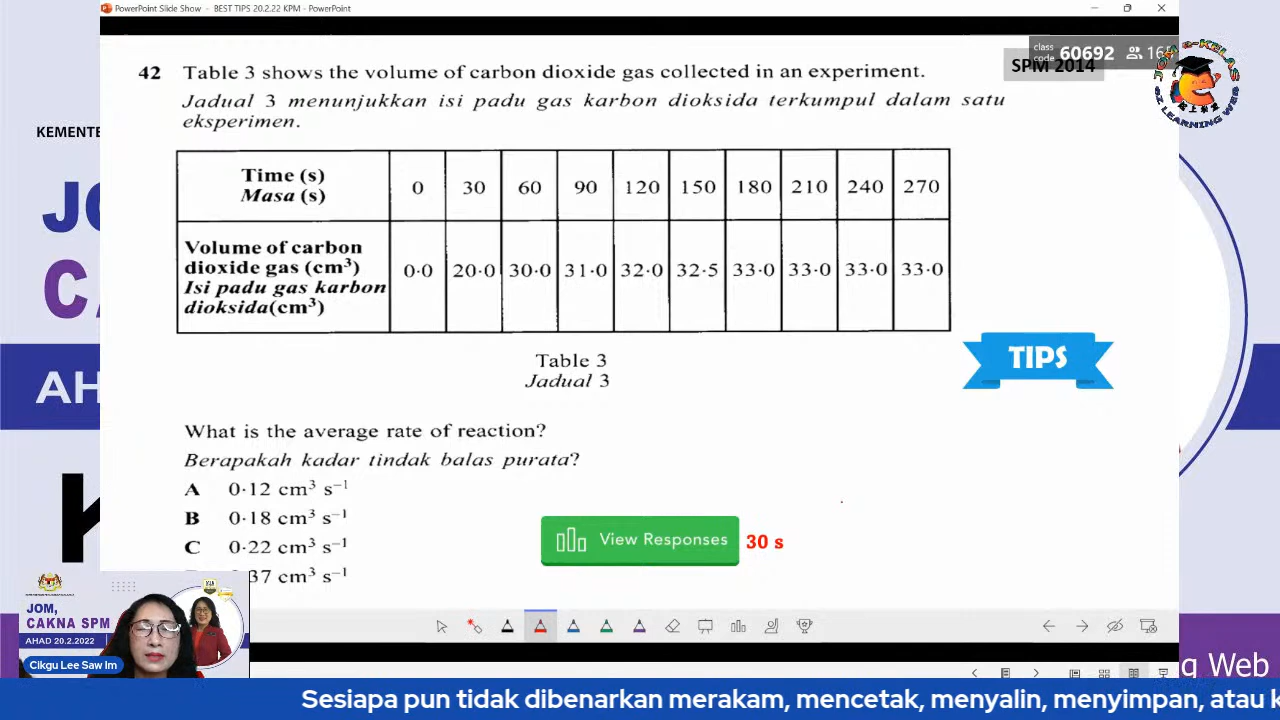 PowerPoint Slide Show - BEST TIPS 20.2.22 KPM - PowerPoint
class code 60692
SPM 2014
42 Table 3 shows the volume of carbon dioxide gas collected in an experiment.
Jadual 3 menunjukkan isi padu gas karbon dioksida terkumpul dalam satu
eksperimen.
Time (s) 0 30 60 90 120 150 180 210 240 270
Masa (s)
Volume of carbon
dioxide gas (cm³) 0·0 20·0 30·0 31·0 32·0 32·5 33·0 33·0 33·0 33·0
Isi padu gas karbon
dioksida(cm³)
Table 3
Jadual 3
TIPS
What is the average rate of reaction?
Berapakah kadar tindak balas purata?
A 0·12 cm³ s⁻¹
B 0·18 cm³ s⁻¹
C 0·22 cm³ s⁻¹
37 cm³ s⁻¹
View Responses 30 s
KEMENTE
JO
CA
AH
K
JOM,
CAKNA SPM
AHAD 20.2.2022
Cikgu Lee Saw Im
g Web
Sesiapa pun tidak dibenarkan merakam, mencetak, menyalin, menyimpan, atau k